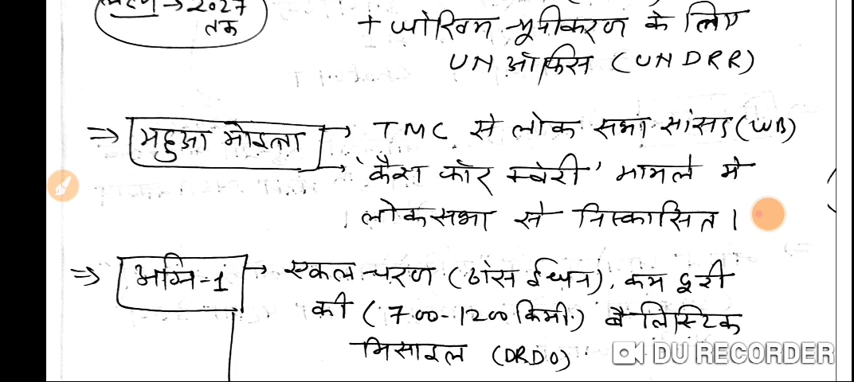 → 2027
तक
+ जोखिम न्यूनीकरण के लिए
UN ऑफिस (UNDRR)
⇒ महुआ मोइत्रा → TMC से लोक सभा सांसद (WB)
→ 'कैश फॉर क्वेरी' मामले में
लोकसभा से निष्कासित।
⇒ अग्नि-1 → एकल चरण (ठोस ईंधन), कम दूरी
की (700-1200 किमी.) बैलिस्टिक
मिसाइल (DRDO)
DU RECORDER